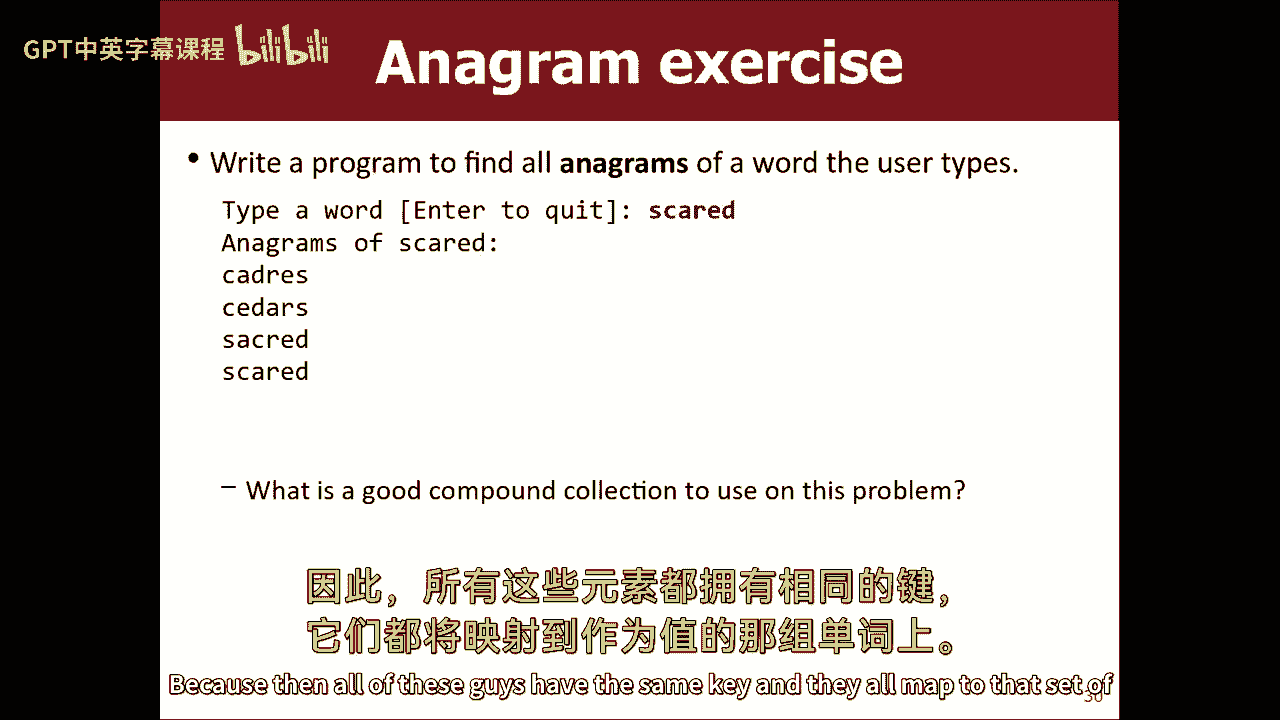 GPT中英字幕课程 bilibili
Anagram exercise
• Write a program to find all anagrams of a word the user types.
Type a word [Enter to quit]: scared
Anagrams of scared:
cadres
cedars
sacred
scared
– What is a good compound collection to use on this problem?
因此，所有这些元素都拥有相同的键，
它们都将映射到作为值的那组单词上。
Because then all of these guys have the same key and they all map to that set of